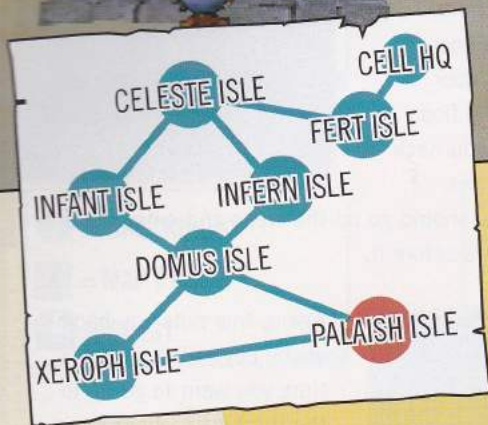 CELL HQ
CELESTE ISLE
FERT ISLE
INFANT ISLE
INFERN ISLE
DOMUS ISLE
PALAISH ISLE
XEROPH ISLE